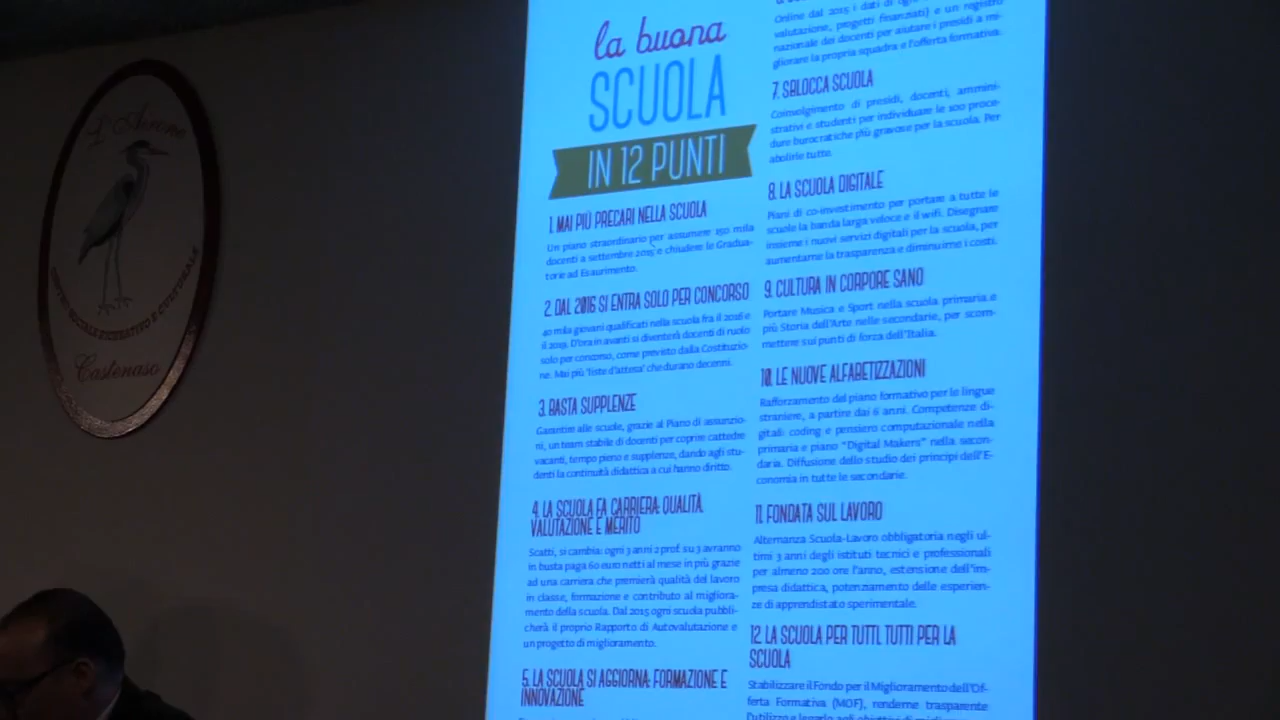 L'Airone
CENTRO SOCIALE RICREATIVO E CULTURALE
Castenaso
la buona
SCUOLA
IN 12 PUNTI
1. MAI PIÙ PRECARI NELLA SCUOLA
Un piano straordinario per assumere 150 mila
docenti a settembre 2015 e chiudere le Gradua-
torie ad Esaurimento.
2. DAL 2016 SI ENTRA SOLO PER CONCORSO
40 mila giovani qualificati nella scuola fra il 2016 e
il 2019. D'ora in avanti si diventerà docenti di ruolo
solo per concorso, come previsto dalla Costituzio-
ne. Mai più 'liste d'attesa' che durano decenni.
3. BASTA SUPPLENZE
Garantire alle scuole, grazie al Piano di assunzio-
ni, un team stabile di docenti per coprire cattedre
vacanti, tempo pieno e supplenze, dando agli stu-
denti la continuità didattica a cui hanno diritto.
4. LA SCUOLA FA CARRIERA: QUALITÀ,
VALUTAZIONE E MERITO
Scatti, si cambia: ogni 3 anni 2 prof. su 3 avranno
in busta paga 60 euro netti al mese in più grazie
ad una carriera che premierà qualità del lavoro
in classe, formazione e contributo al migliora-
mento della scuola. Dal 2015 ogni scuola pubbli-
cherà il proprio Rapporto di Autovalutazione e
un progetto di miglioramento.
5. LA SCUOLA SI AGGIORNA: FORMAZIONE E
INNOVAZIONE
Online dal 2015 i dati di
valutazione, progetti finanziati) e un registro
nazionale dei docenti per aiutare i presidi a mi-
gliorare la propria squadra e l'offerta formativa.
7. SBLOCCA SCUOLA
Coinvolgimento di presidi, docenti, ammini-
strativi e studenti per individuare le 100 proce-
dure burocratiche più gravose per la scuola. Per
abolirle tutte.
8. LA SCUOLA DIGITALE
Piani di co-investimento per portare a tutte le
scuole la banda larga veloce e il wifi. Disegnare
insieme i nuovi servizi digitali per la scuola, per
aumentarne la trasparenza e diminuirne i costi.
9. CULTURA IN CORPORE SANO
Portare Musica e Sport nella scuola primaria e
più Storia dell'Arte nelle secondarie, per scom-
mettere sui punti di forza dell'Italia.
10. LE NUOVE ALFABETIZZAZIONI
Rafforzamento del piano formativo per le lingue
straniere, a partire dai 6 anni. Competenze di-
gitali: coding e pensiero computazionale nella
primaria e piano "Digital Makers" nella secon-
daria. Diffusione dello studio dei principi dell'E-
conomia in tutte le secondarie.
11. FONDATA SUL LAVORO
Alternanza Scuola-Lavoro obbligatoria negli ul-
timi 3 anni degli istituti tecnici e professionali
per almeno 200 ore l'anno, estensione dell'im-
presa didattica, potenziamento delle esperien-
ze di apprendistato sperimentale.
12. LA SCUOLA PER TUTTI, TUTTI PER LA
SCUOLA
Stabilizzare il Fondo per il Miglioramento dell'Of-
ferta Formativa (MOF), renderne trasparente
l'utilizzo e legarlo agli